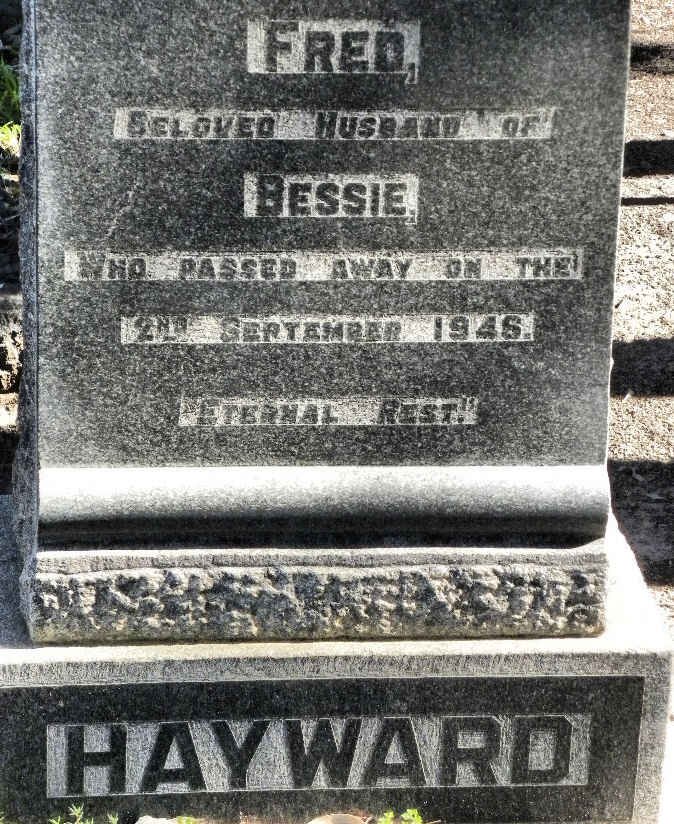 FRED,
BELOVED HUSBAND OF
BESSIE,
WHO PASSED AWAY ON THE
2ND SEPTEMBER 1946.
"ETERNAL REST."
HAYWARD